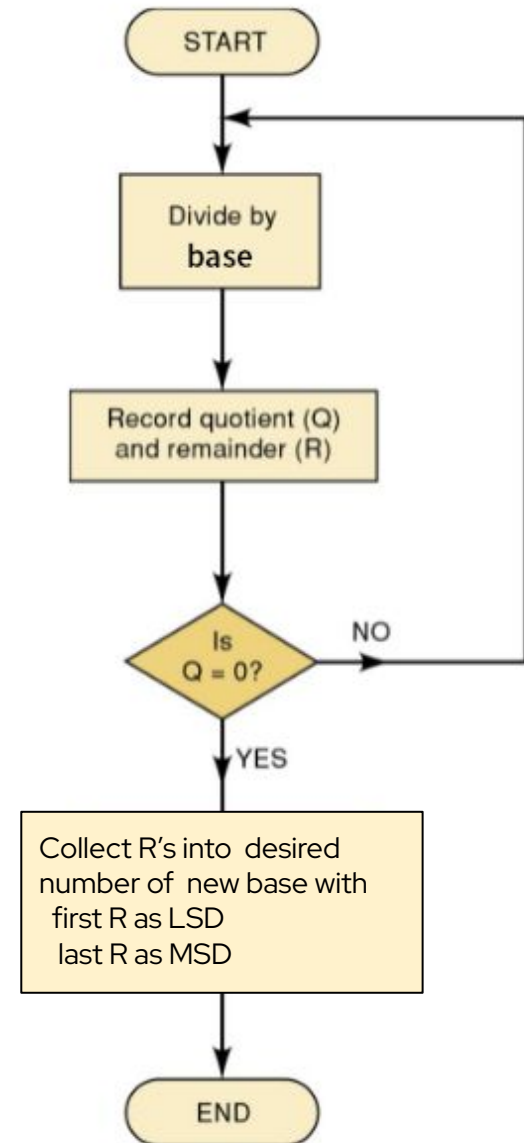 START
Divide by
base
Record quotient (Q)
and remainder (R)
Is
Q = 0?
NO
YES
Collect R’s into desired
number of new base with
first R as LSD
last R as MSD
END